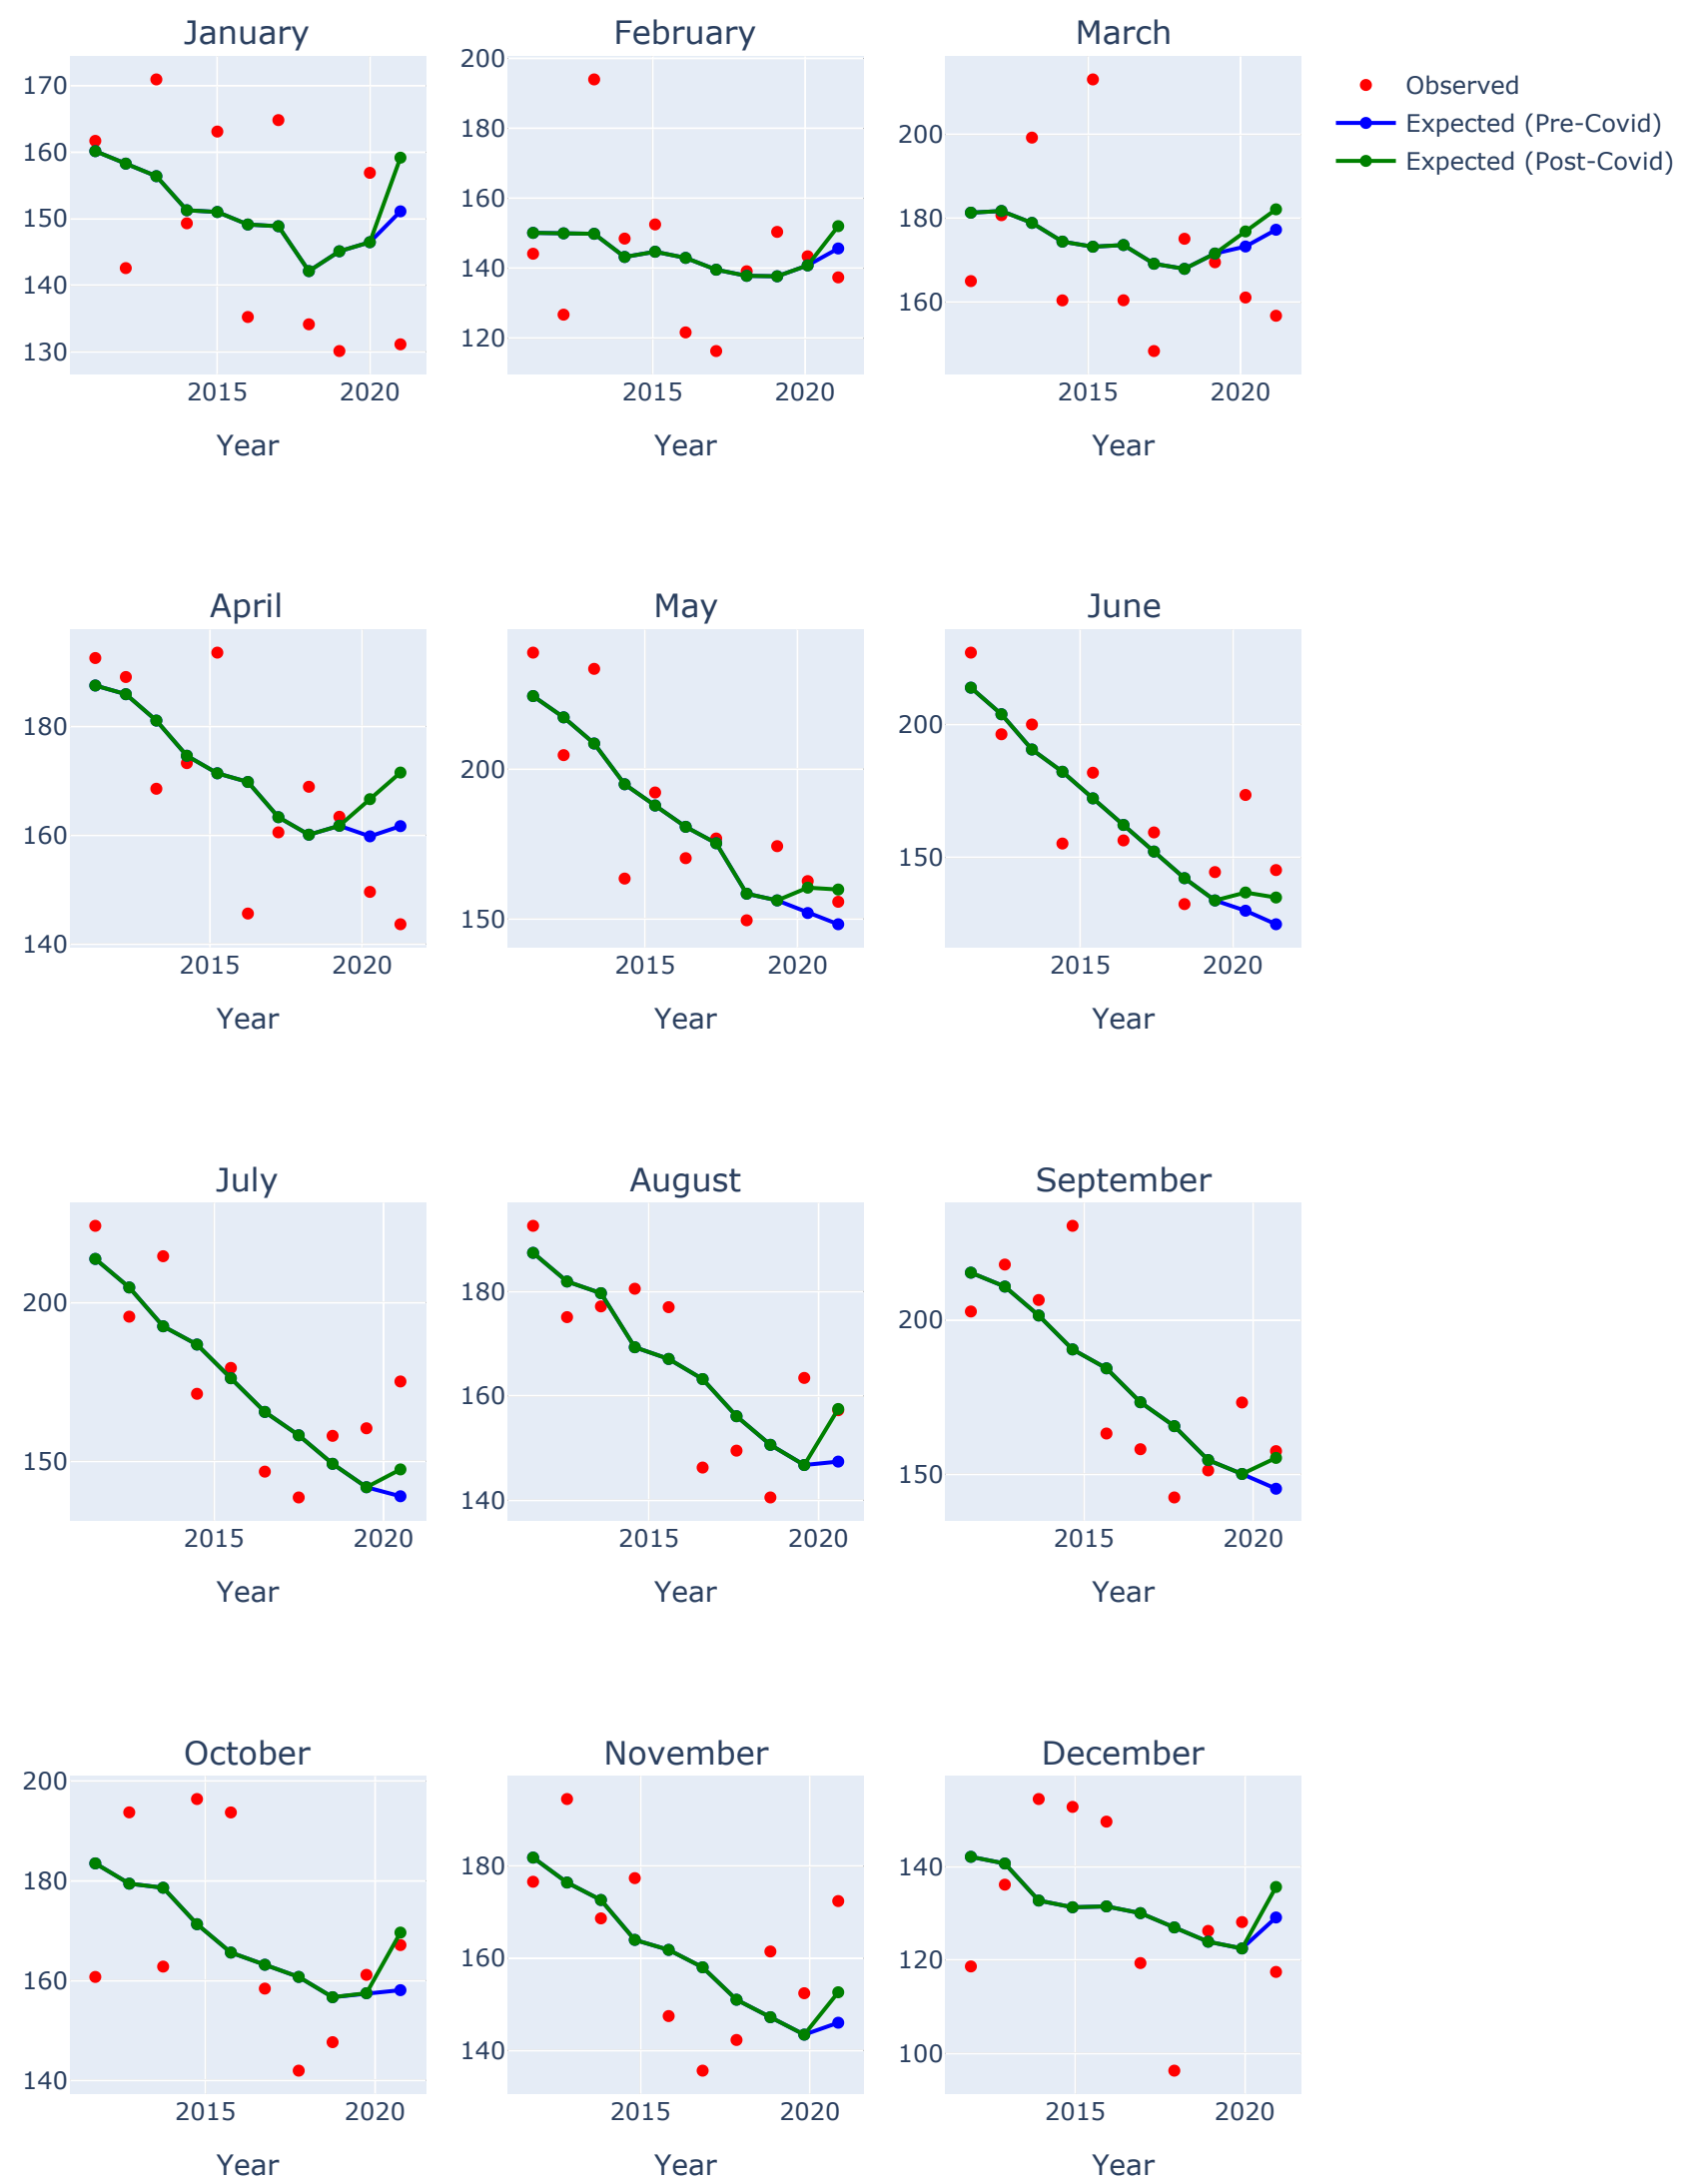 January
February
March
170
160
150
140
130
2015
2020
Year
200
180
160
140
120
2015
2020
Year
200
180
160
2015
2020
Year
Observed
Expected (Pre-Covid)
Expected (Post-Covid)
April
May
June
180
160
140
2015
2020
Year
200
150
2015
2020
Year
200
150
2015
2020
Year
July
August
September
200
150
2015
2020
Year
180
160
140
2015
2020
Year
200
150
2015
2020
Year
October
November
December
200
180
160
140
2015
2020
Year
180
160
140
2015
2020
Year
140
120
100
2015
2020
Year